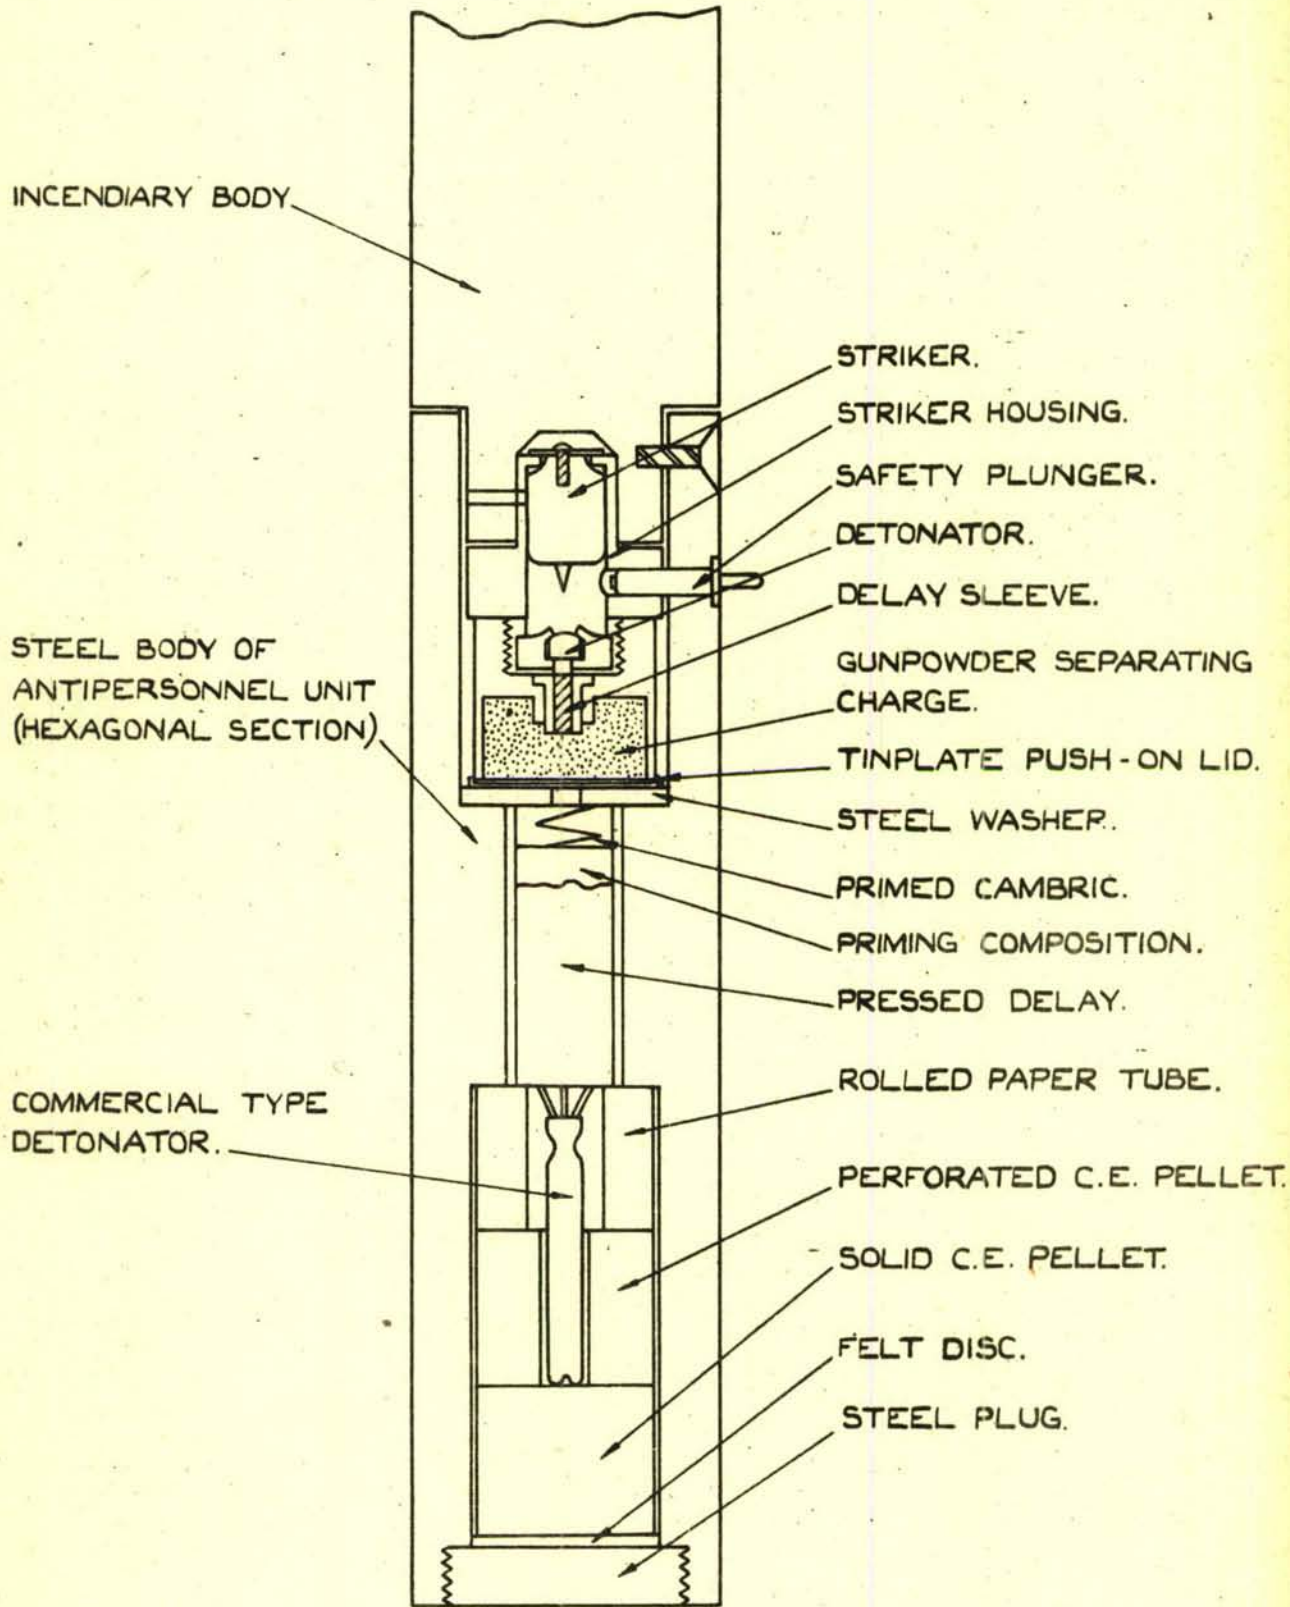 INCENDIARY BODY
STRIKER.
STRIKER HOUSING.
SAFETY PLUNGER.
DETONATOR.
DELAY SLEEVE.
STEEL BODY OF
ANTIPERSONNEL UNIT
(HEXAGONAL SECTION)
GUNPOWDER SEPARATING
CHARGE.
TINPLATE PUSH-ON LID.
STEEL WASHER.
PRIMED CAMBRIC.
PRIMING COMPOSITION.
PRESSED DELAY.
ROLLED PAPER TUBE.
COMMERCIAL TYPE
DETONATOR.
PERFORATED C.E. PELLET.
SOLID C.E. PELLET.
FELT DISC.
STEEL PLUG.